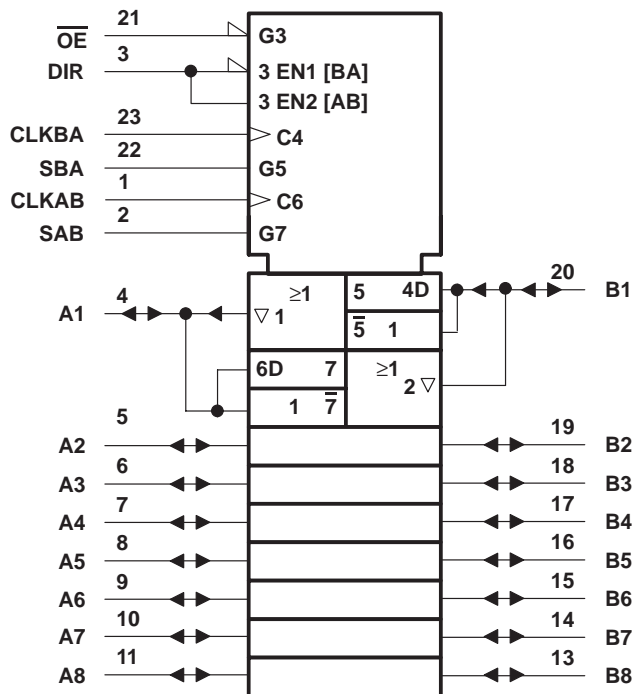 21
O̅E̅ G3
3
DIR 3 EN1 [BA]
3 EN2 [AB]
23
CLKBA C4
22
SBA G5
1
CLKAB C6
2
SAB G7
4 ≥1 5 4D 20
A1 ▽ 1 5̅ 1 B1
6D 7 ≥1
2 ▽
1 7̅
5 19
A2 B2
6 18
A3 B3
7 17
A4 B4
8 16
A5 B5
9 15
A6 B6
10 14
A7 B7
11 13
A8 B8